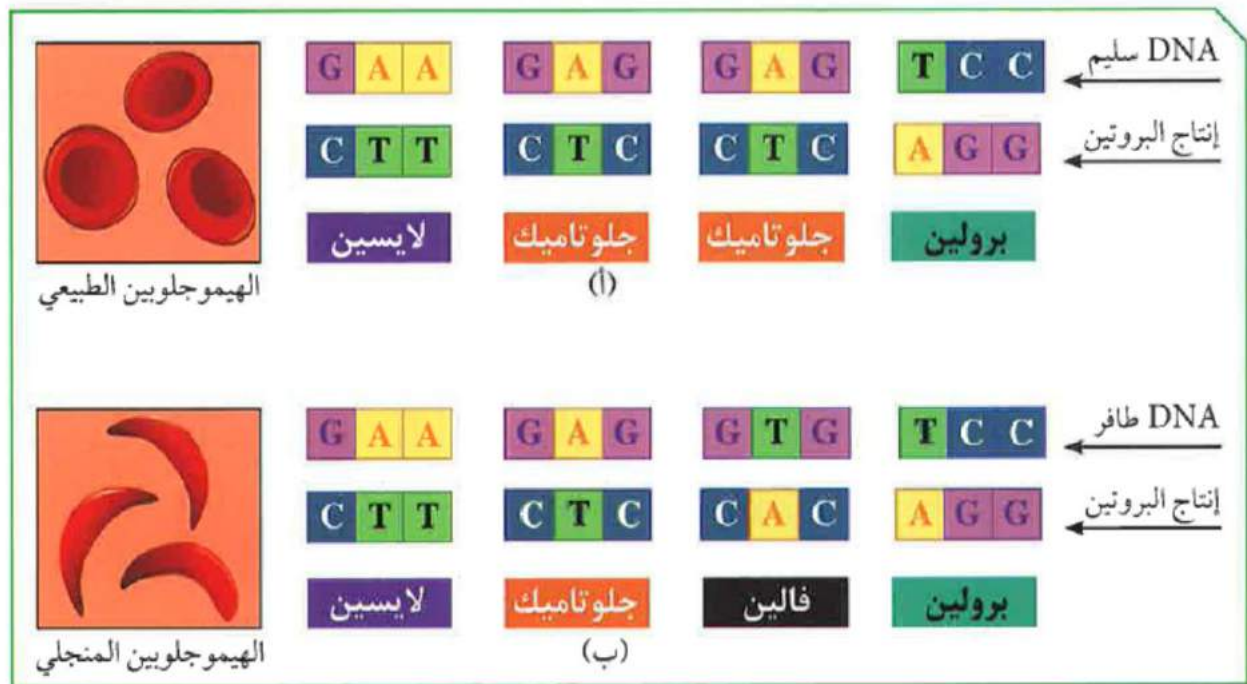 DNA سليم
T C C
G A G
G A G
G A A
إنتاج البروتين
A G G
C T C
C T C
C T T
برولين
جلوتاميك
جلوتاميك
لايسين
(أ)
الهيموجلوبين الطبيعي
DNA طافر
T C C
G T G
G A G
G A A
إنتاج البروتين
A G G
C A C
C T C
C T T
برولين
فالين
جلوتاميك
لايسين
(ب)
الهيموجلوبين المنجلي